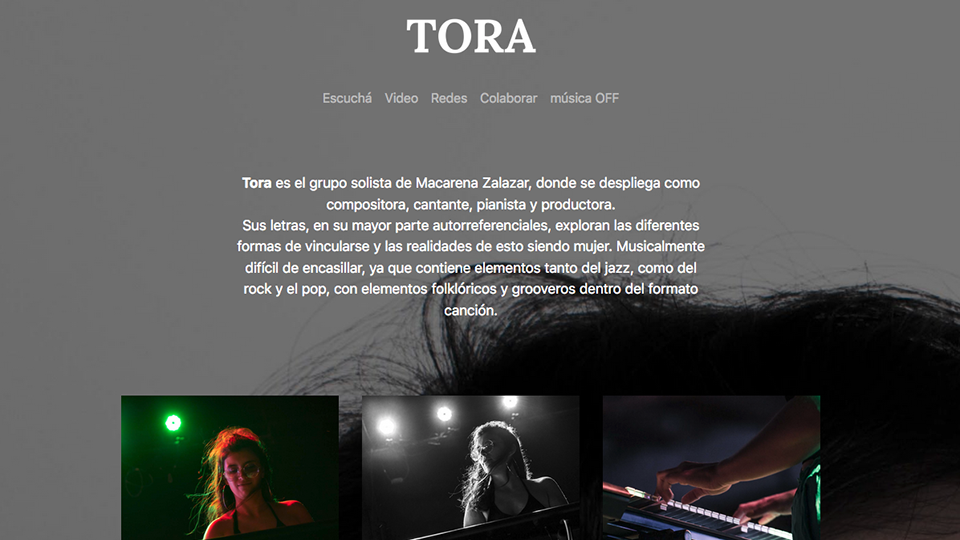 TORA
Escuchá Video Redes Colaborar música OFF
Tora es el grupo solista de Macarena Zalazar, donde se despliega como
compositora, cantante, pianista y productora.
Sus letras, en su mayor parte autorreferenciales, exploran las diferentes
formas de vincularse y las realidades de esto siendo mujer. Musicalmente
difícil de encasillar, ya que contiene elementos tanto del jazz, como del
rock y el pop, con elementos folklóricos y grooveros dentro del formato
canción.